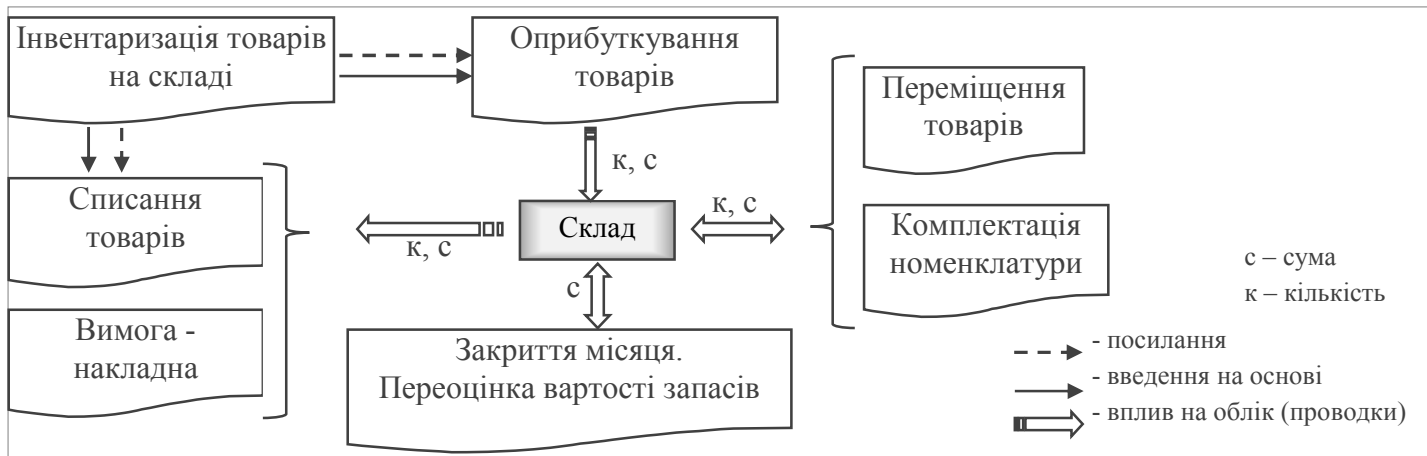 Інвентаризація товарів
на складі
Оприбуткування
товарів
Переміщення
товарів
к, с
Списання
товарів
Склад
к, с
к, с
Комплектація
номенклатури
с – сума
к – кількість
с
Вимога -
накладна
Закриття місяця.
Переоцінка вартості запасів
- посилання
- введення на основі
- вплив на облік (проводки)